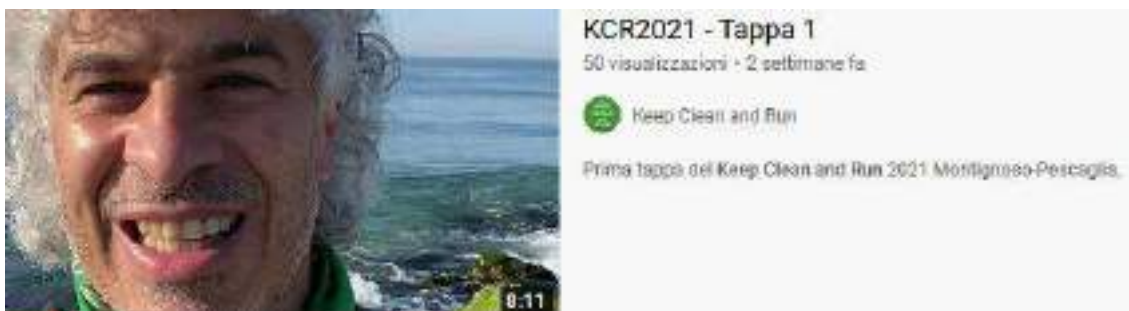 KCR2021 - Tappa 1
50 visualizzazioni • 2 settimane fa
Keep Clean and Run
Prima tappa del Keep Clean and Run 2021 Montignoso-Pescaglia.
8:11